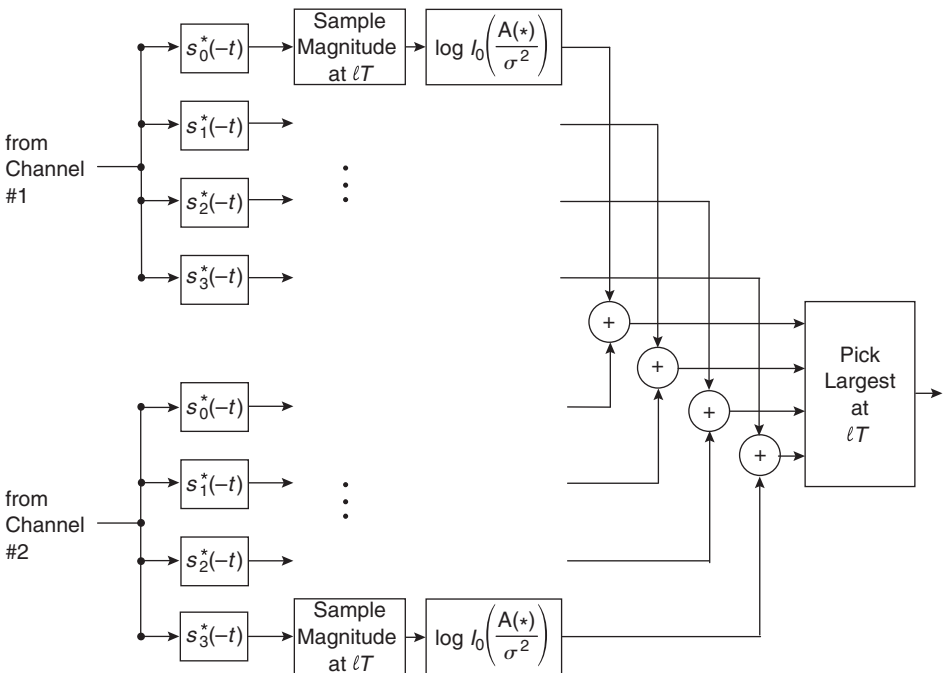 from
Channel
#1
s₀*(–t)
Sample
Magnitude
at ℓT
log I₀(A(*)/σ²)
s₁*(–t)
s₂*(–t)
s₃*(–t)
+
+
+
+
Pick
Largest
at
ℓT
from
Channel
#2
s₀*(–t)
s₁*(–t)
s₂*(–t)
s₃*(–t)
Sample
Magnitude
at ℓT
log I₀(A(*)/σ²)